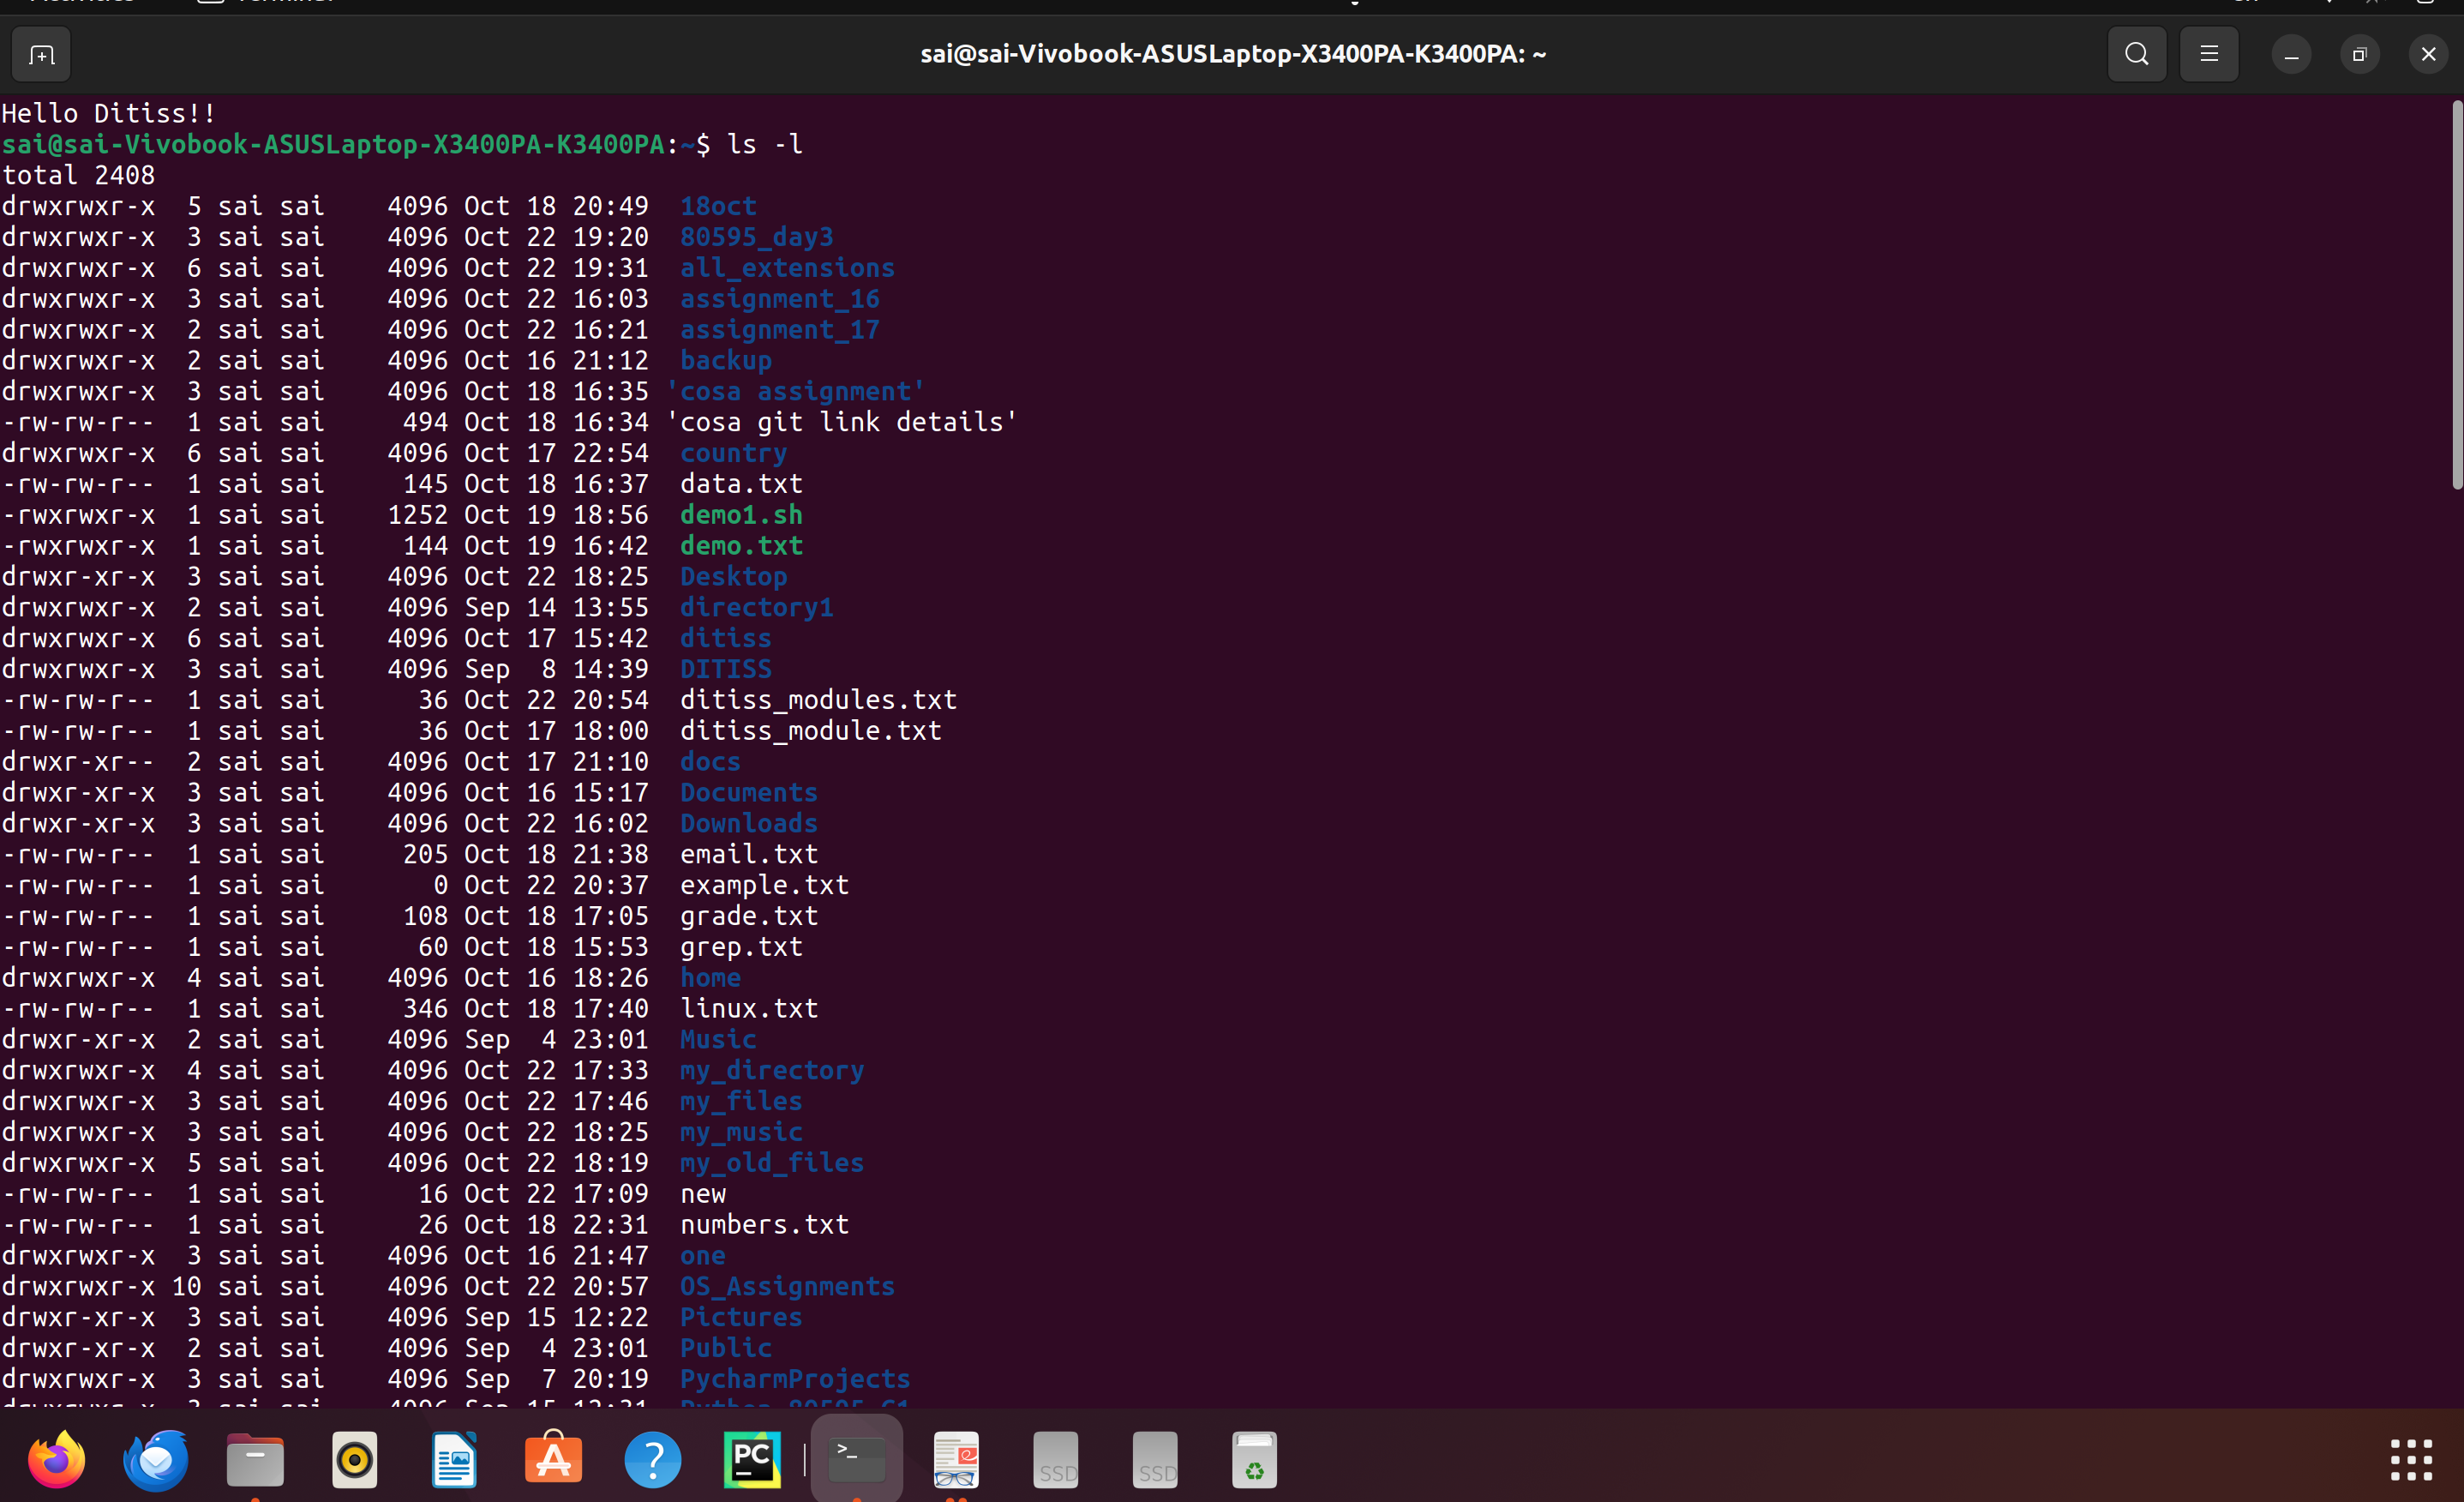 sai@sai-Vivobook-ASUSLaptop-X3400PA-K3400PA: ~
Hello Ditiss!!
sai@sai-Vivobook-ASUSLaptop-X3400PA-K3400PA:~$ ls -l
total 2408
drwxrwxr-x  5 sai sai    4096 Oct 18 20:49  18oct
drwxrwxr-x  3 sai sai    4096 Oct 22 19:20  80595_day3
drwxrwxr-x  6 sai sai    4096 Oct 22 19:31  all_extensions
drwxrwxr-x  3 sai sai    4096 Oct 22 16:03  assignment_16
drwxrwxr-x  2 sai sai    4096 Oct 22 16:21  assignment_17
drwxrwxr-x  2 sai sai    4096 Oct 16 21:12  backup
drwxrwxr-x  3 sai sai    4096 Oct 18 16:35 'cosa assignment'
-rw-rw-r--  1 sai sai     494 Oct 18 16:34 'cosa git link details'
drwxrwxr-x  6 sai sai    4096 Oct 17 22:54  country
-rw-rw-r--  1 sai sai     145 Oct 18 16:37  data.txt
-rwxrwxr-x  1 sai sai    1252 Oct 19 18:56  demo1.sh
-rwxrwxr-x  1 sai sai     144 Oct 19 16:42  demo.txt
drwxr-xr-x  3 sai sai    4096 Oct 22 18:25  Desktop
drwxrwxr-x  2 sai sai    4096 Sep 14 13:55  directory1
drwxrwxr-x  6 sai sai    4096 Oct 17 15:42  ditiss
drwxrwxr-x  3 sai sai    4096 Sep  8 14:39  DITISS
-rw-rw-r--  1 sai sai      36 Oct 22 20:54  ditiss_modules.txt
-rw-rw-r--  1 sai sai      36 Oct 17 18:00  ditiss_module.txt
drwxr-xr--  2 sai sai    4096 Oct 17 21:10  docs
drwxr-xr-x  3 sai sai    4096 Oct 16 15:17  Documents
drwxr-xr-x  3 sai sai    4096 Oct 22 16:02  Downloads
-rw-rw-r--  1 sai sai     205 Oct 18 21:38  email.txt
-rw-rw-r--  1 sai sai       0 Oct 22 20:37  example.txt
-rw-rw-r--  1 sai sai     108 Oct 18 17:05  grade.txt
-rw-rw-r--  1 sai sai      60 Oct 18 15:53  grep.txt
drwxrwxr-x  4 sai sai    4096 Oct 16 18:26  home
-rw-rw-r--  1 sai sai     346 Oct 18 17:40  linux.txt
drwxr-xr-x  2 sai sai    4096 Sep  4 23:01  Music
drwxrwxr-x  4 sai sai    4096 Oct 22 17:33  my_directory
drwxrwxr-x  3 sai sai    4096 Oct 22 17:46  my_files
drwxrwxr-x  3 sai sai    4096 Oct 22 18:25  my_music
drwxrwxr-x  5 sai sai    4096 Oct 22 18:19  my_old_files
-rw-rw-r--  1 sai sai      16 Oct 22 17:09  new
-rw-rw-r--  1 sai sai      26 Oct 18 22:31  numbers.txt
drwxrwxr-x  3 sai sai    4096 Oct 16 21:47  one
drwxrwxr-x 10 sai sai    4096 Oct 22 20:57  OS_Assignments
drwxr-xr-x  3 sai sai    4096 Sep 15 12:22  Pictures
drwxr-xr-x  2 sai sai    4096 Sep  4 23:01  Public
drwxrwxr-x  3 sai sai    4096 Sep  7 20:19  PycharmProjects
PC
SSD
SSD